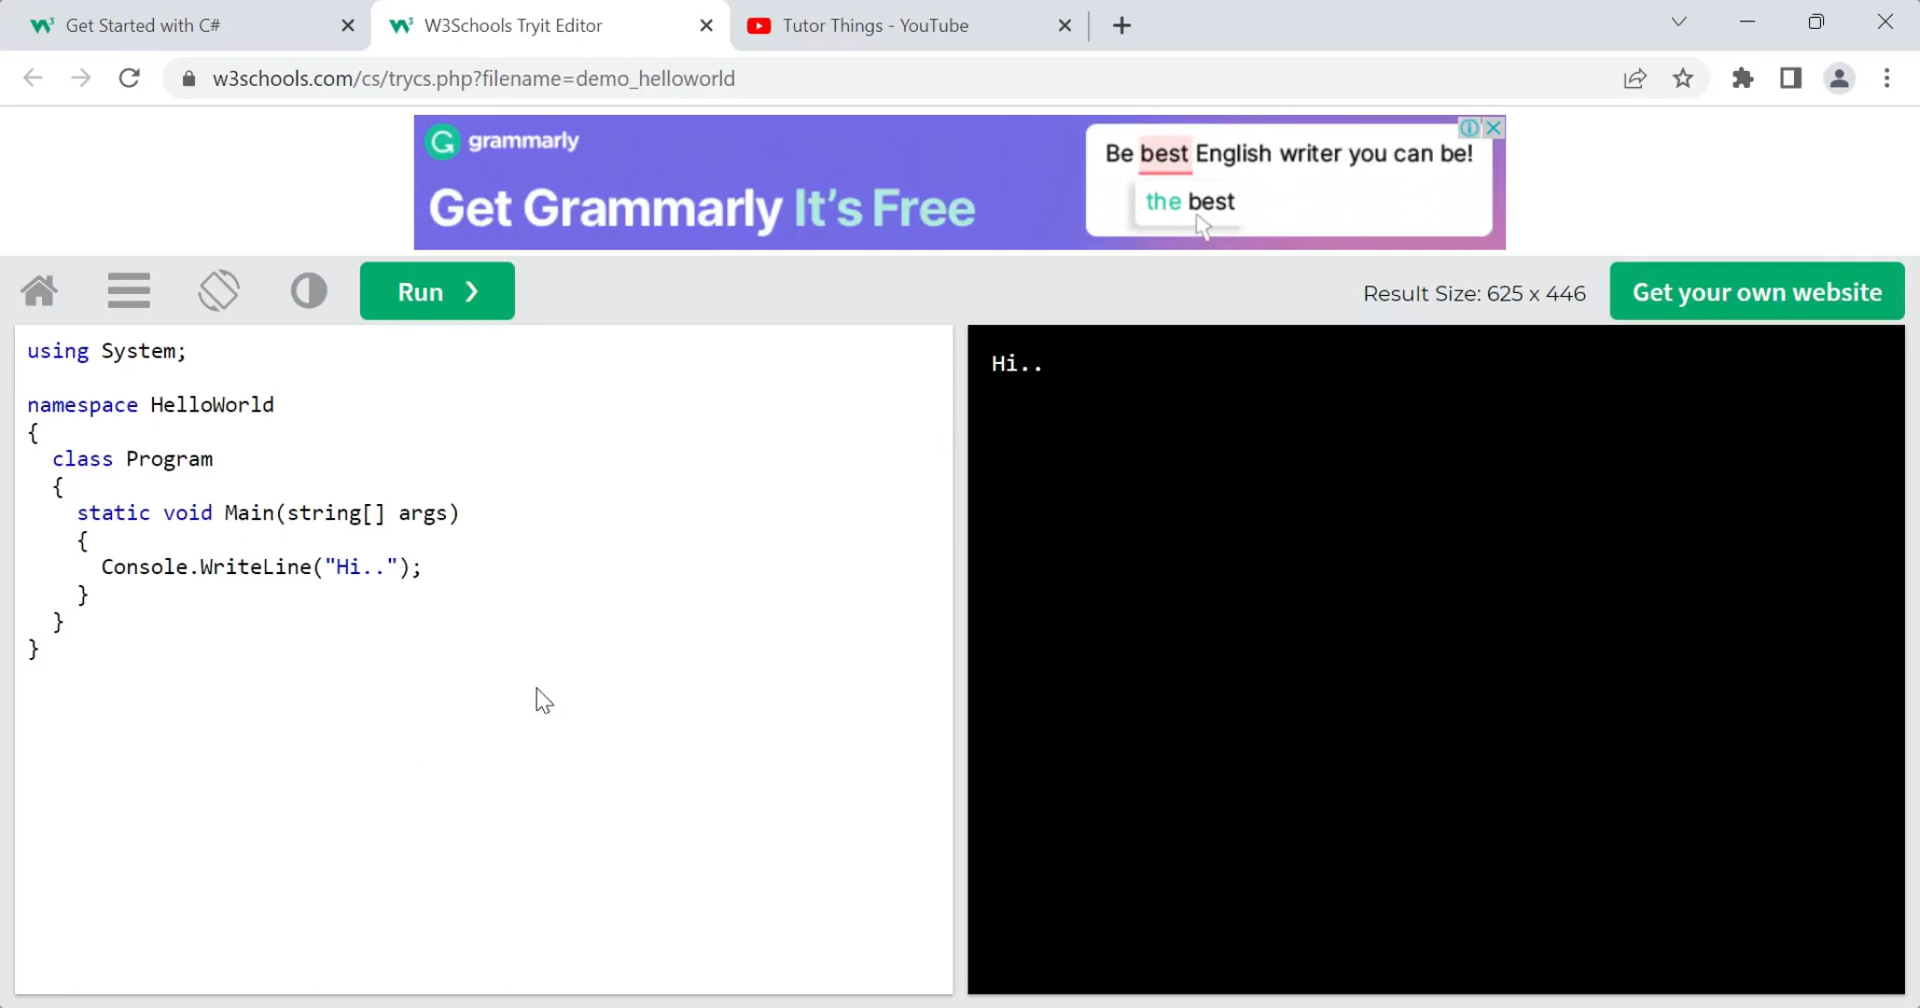 Get Started with C#
W3Schools Tryit Editor
Tutor Things - YouTube
w3schools.com/cs/trycs.php?filename=demo_helloworld
grammarly
Get Grammarly It's Free
Be best English writer you can be!
the best
Run ❯
Result Size: 625 x 446
Get your own website
using System;
namespace HelloWorld
{
  class Program
  {
    static void Main(string[] args)
    {
      Console.WriteLine("Hi..");
    }
  }
}
Hi..